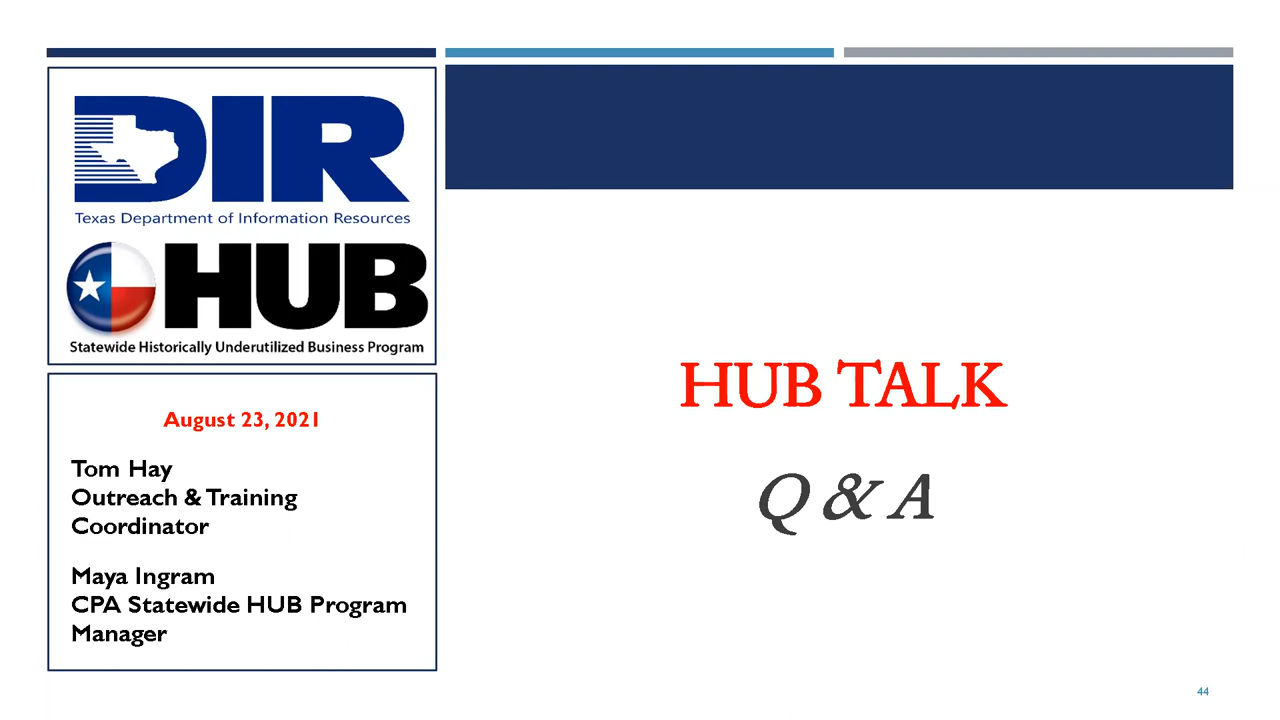 DIR
Texas Department of Information Resources
HUB
Statewide Historically Underutilized Business Program
August 23, 2021
Tom Hay
Outreach & Training
Coordinator
Maya Ingram
CPA Statewide HUB Program
Manager
HUB TALK
Q & A
44